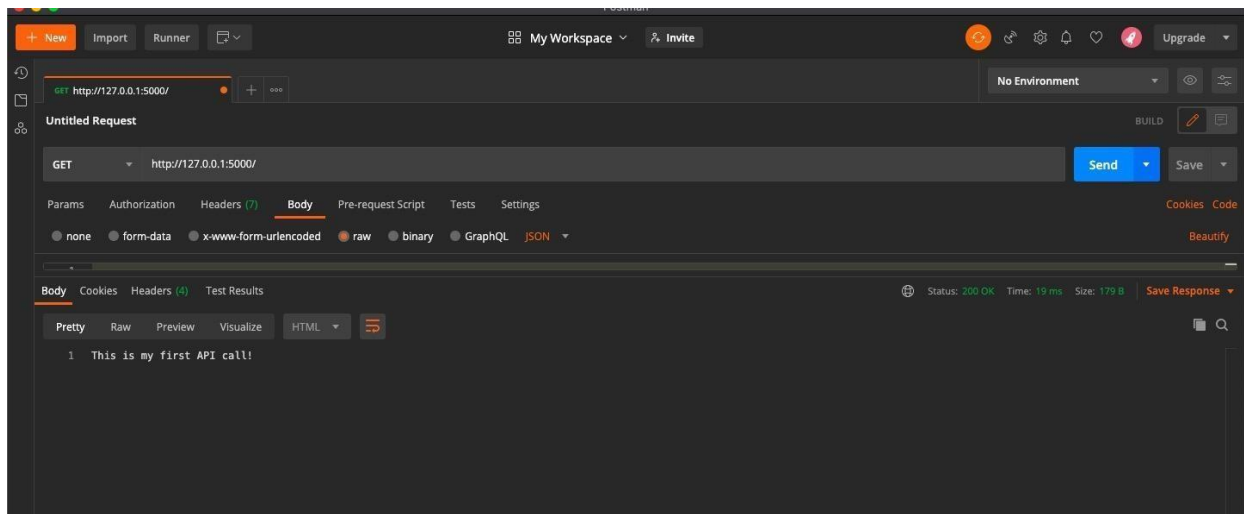 Postman
+ New Import Runner My Workspace Invite Upgrade
GET http://127.0.0.1:5000/ + ooo No Environment
Untitled Request BUILD
GET http://127.0.0.1:5000/ Send Save
Params Authorization Headers (7) Body Pre-request Script Tests Settings Cookies Code
none form-data x-www-form-urlencoded raw binary GraphQL JSON Beautify
Body Cookies Headers (4) Test Results Status: 200 OK Time: 19 ms Size: 179 B Save Response
Pretty Raw Preview Visualize HTML
1 This is my first API call!